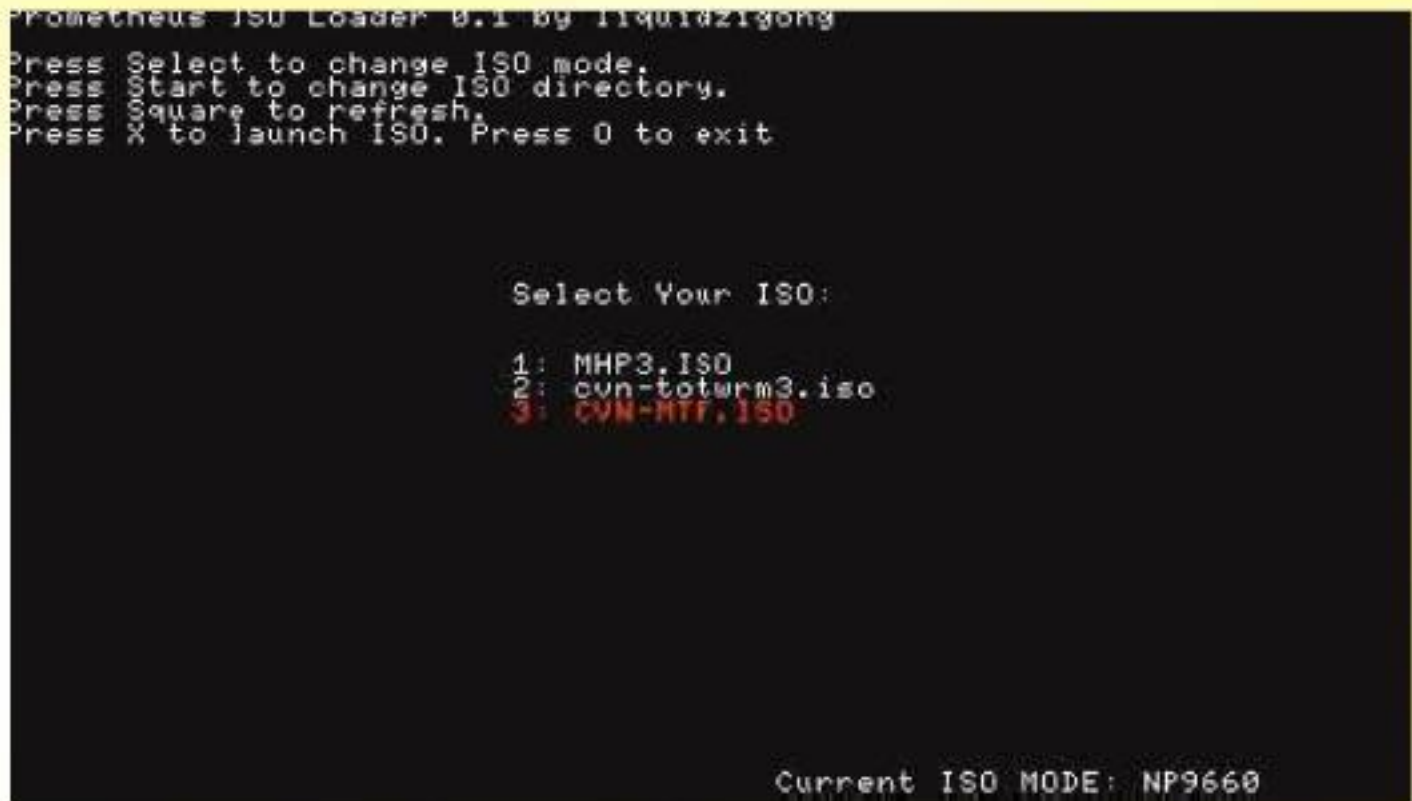 Prometheus ISO Loader 0.1 by liquidzigong
Press Select to change ISO mode.
Press Start to change ISO directory.
Press Square to refresh.
Press X to launch ISO. Press O to exit
Select Your ISO:
1: MHP3.ISO
2: cvn-totwrm3.iso
3: CVN-MTF.ISO
Current ISO MODE: NP9660